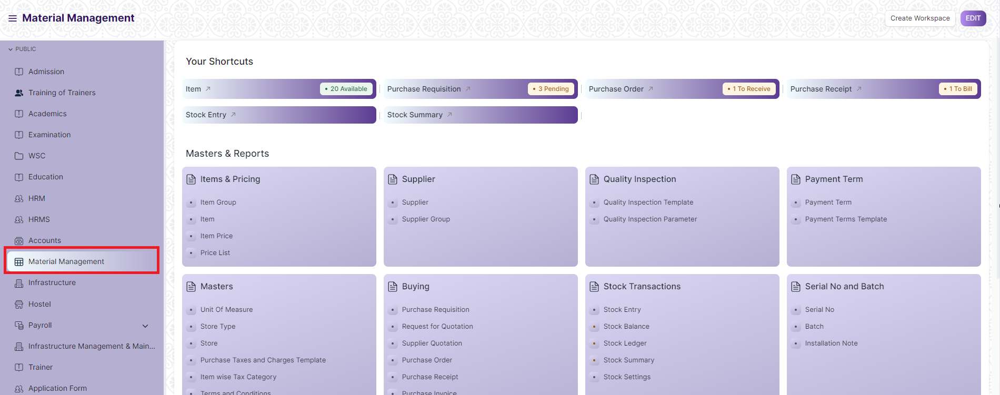 Material Management
Create Workspace
EDIT
PUBLIC
Admission
Training of Trainers
Academics
Examination
WSC
Education
HRM
HRMS
Accounts
Material Management
Infrastructure
Hostel
Payroll
Infrastructure Management & Main...
Trainer
Application Form
Your Shortcuts
Item
20 Available
Purchase Requisition
3 Pending
Purchase Order
1 To Receive
Purchase Receipt
1 To Bill
Stock Entry
Stock Summary
Masters & Reports
Items & Pricing
Item Group
Item
Item Price
Price List
Supplier
Supplier
Supplier Group
Quality Inspection
Quality Inspection Template
Quality Inspection Parameter
Payment Term
Payment Term
Payment Terms Template
Masters
Unit Of Measure
Store Type
Store
Purchase Taxes and Charges Template
Item wise Tax Category
Terms and Conditions
Buying
Purchase Requisition
Request for Quotation
Supplier Quotation
Purchase Order
Purchase Receipt
Purchase Invoice
Stock Transactions
Stock Entry
Stock Balance
Stock Ledger
Stock Summary
Stock Settings
Serial No and Batch
Serial No
Batch
Installation Note